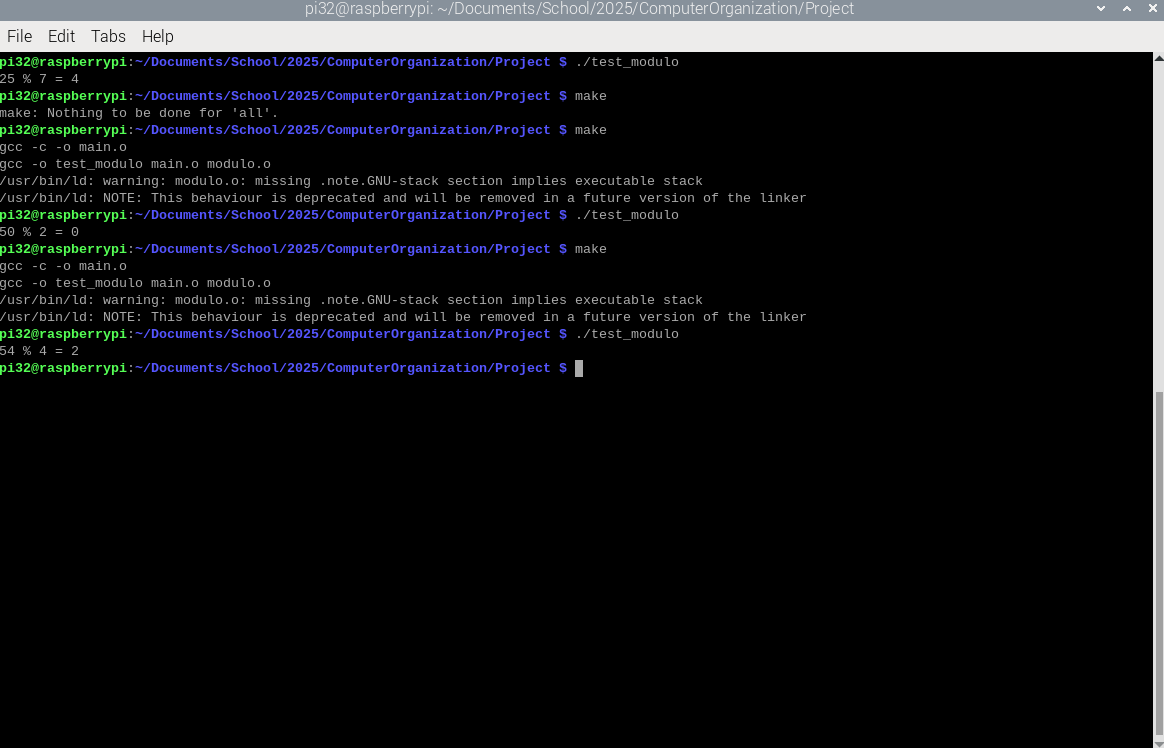 pi32@raspberrypi: ~/Documents/School/2025/ComputerOrganization/Project
File Edit Tabs Help
pi32@raspberrypi:~/Documents/School/2025/ComputerOrganization/Project $ ./test_modulo
25 % 7 = 4
pi32@raspberrypi:~/Documents/School/2025/ComputerOrganization/Project $ make
make: Nothing to be done for 'all'.
pi32@raspberrypi:~/Documents/School/2025/ComputerOrganization/Project $ make
gcc -c -o main.o
gcc -o test_modulo main.o modulo.o
/usr/bin/ld: warning: modulo.o: missing .note.GNU-stack section implies executable stack
/usr/bin/ld: NOTE: This behaviour is deprecated and will be removed in a future version of the linker
pi32@raspberrypi:~/Documents/School/2025/ComputerOrganization/Project $ ./test_modulo
50 % 2 = 0
pi32@raspberrypi:~/Documents/School/2025/ComputerOrganization/Project $ make
gcc -c -o main.o
gcc -o test_modulo main.o modulo.o
/usr/bin/ld: warning: modulo.o: missing .note.GNU-stack section implies executable stack
/usr/bin/ld: NOTE: This behaviour is deprecated and will be removed in a future version of the linker
pi32@raspberrypi:~/Documents/School/2025/ComputerOrganization/Project $ ./test_modulo
54 % 4 = 2
pi32@raspberrypi:~/Documents/School/2025/ComputerOrganization/Project $